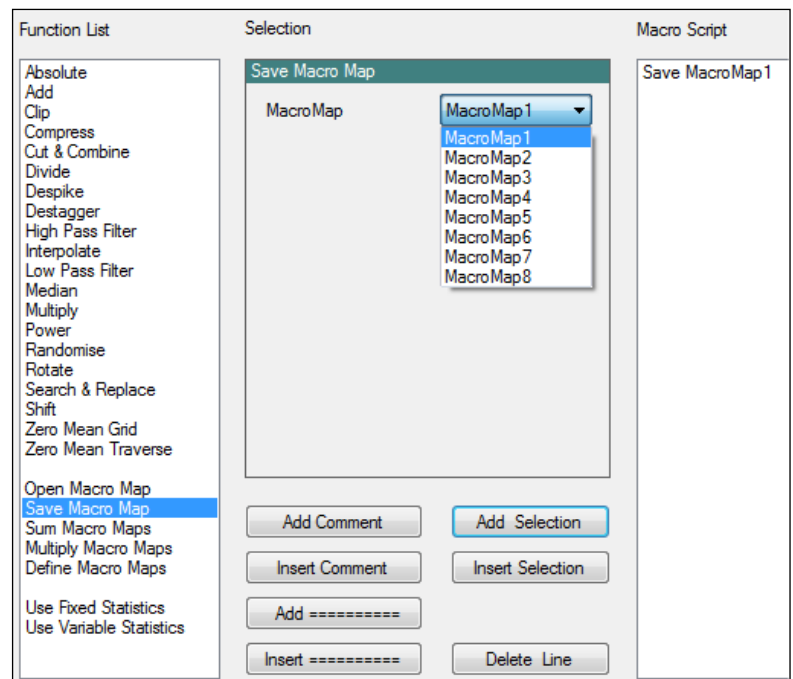 Function List
Absolute
Add
Clip
Compress
Cut & Combine
Divide
Despike
Destagger
High Pass Filter
Interpolate
Low Pass Filter
Median
Multiply
Power
Randomise
Rotate
Search & Replace
Shift
Zero Mean Grid
Zero Mean Traverse
Open Macro Map
Save Macro Map
Sum Macro Maps
Multiply Macro Maps
Define Macro Maps
Use Fixed Statistics
Use Variable Statistics
Selection
Save Macro Map
MacroMap
MacroMap1
MacroMap1
MacroMap2
MacroMap3
MacroMap4
MacroMap5
MacroMap6
MacroMap7
MacroMap8
Add Comment
Add Selection
Insert Comment
Insert Selection
Add ==========
Insert ==========
Delete Line
Macro Script
Save MacroMap1